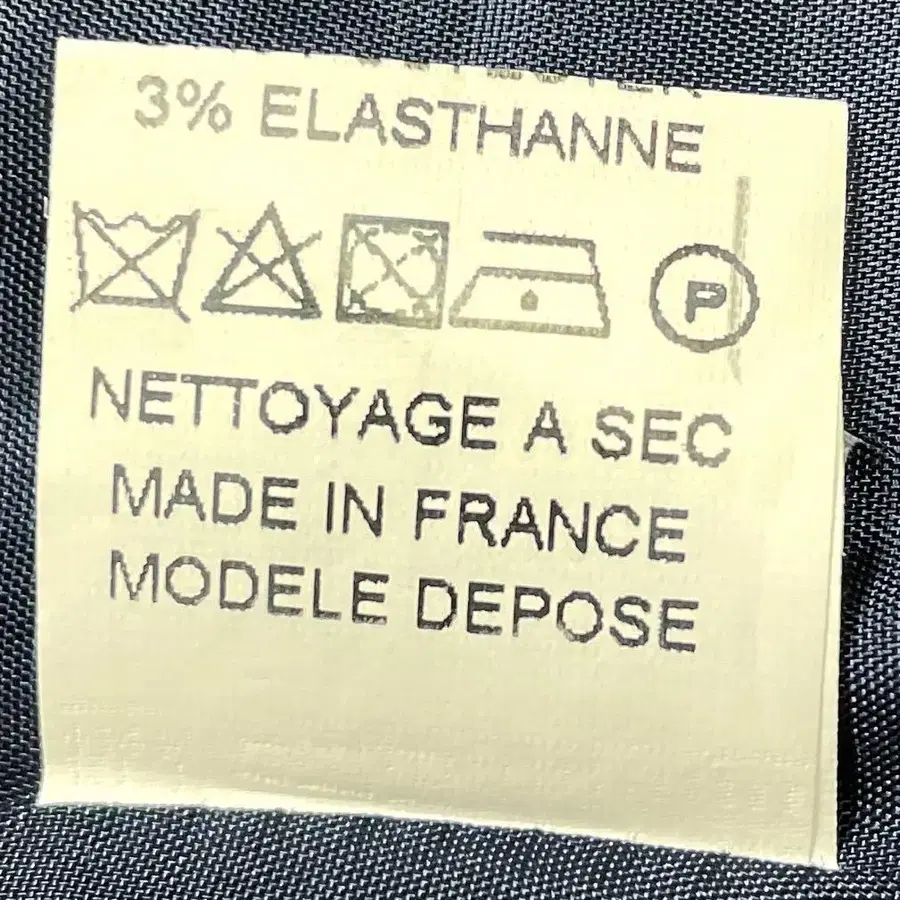 3% ELASTHANNE
P
NETTOYAGE A SEC
MADE IN FRANCE
MODELE DEPOSE